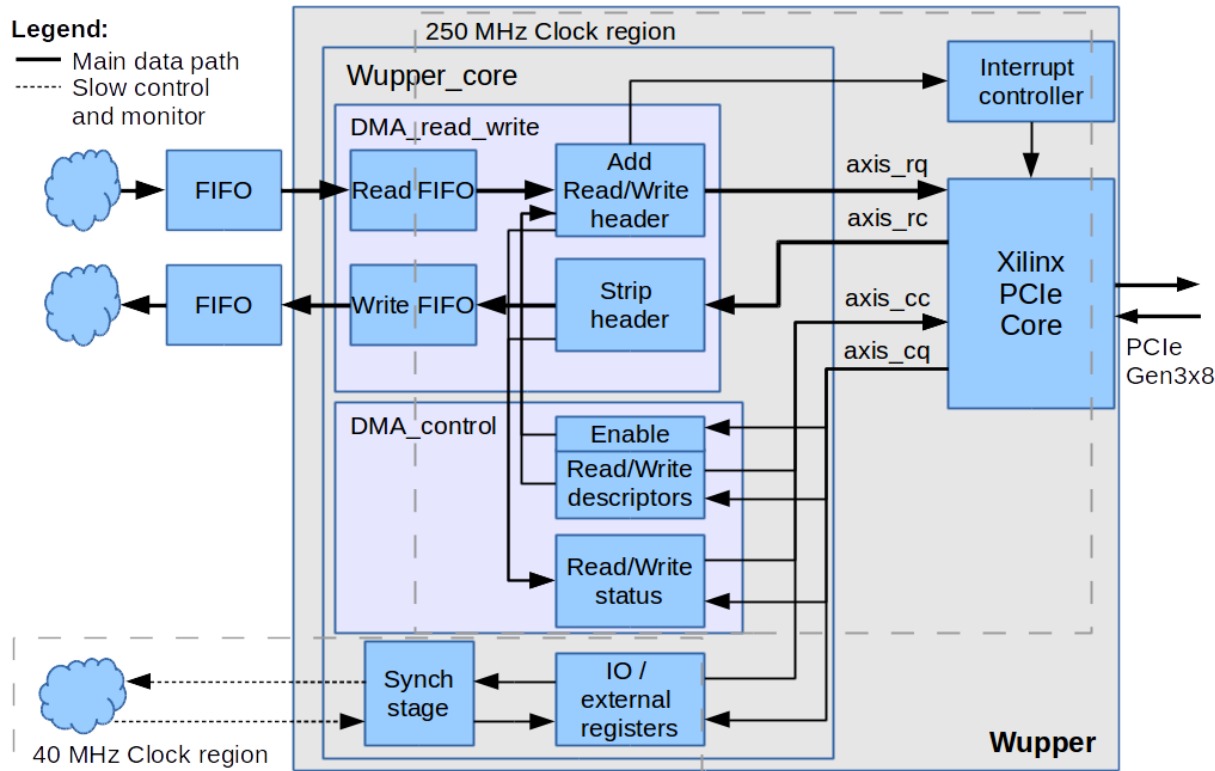 Legend:
Main data path
Slow control
and monitor
250 MHz Clock region
Wupper_core
Interrupt
controller
DMA_read_write
FIFO
Read FIFO
Add
Read/Write
header
axis_rq
axis_rc
FIFO
Write FIFO
Strip
header
axis_cc
axis_cq
Xilinx
PCIe
Core
PCIe
Gen3x8
DMA_control
Enable
Read/Write
descriptors
Read/Write
status
Synch
stage
IO /
external
registers
40 MHz Clock region
Wupper